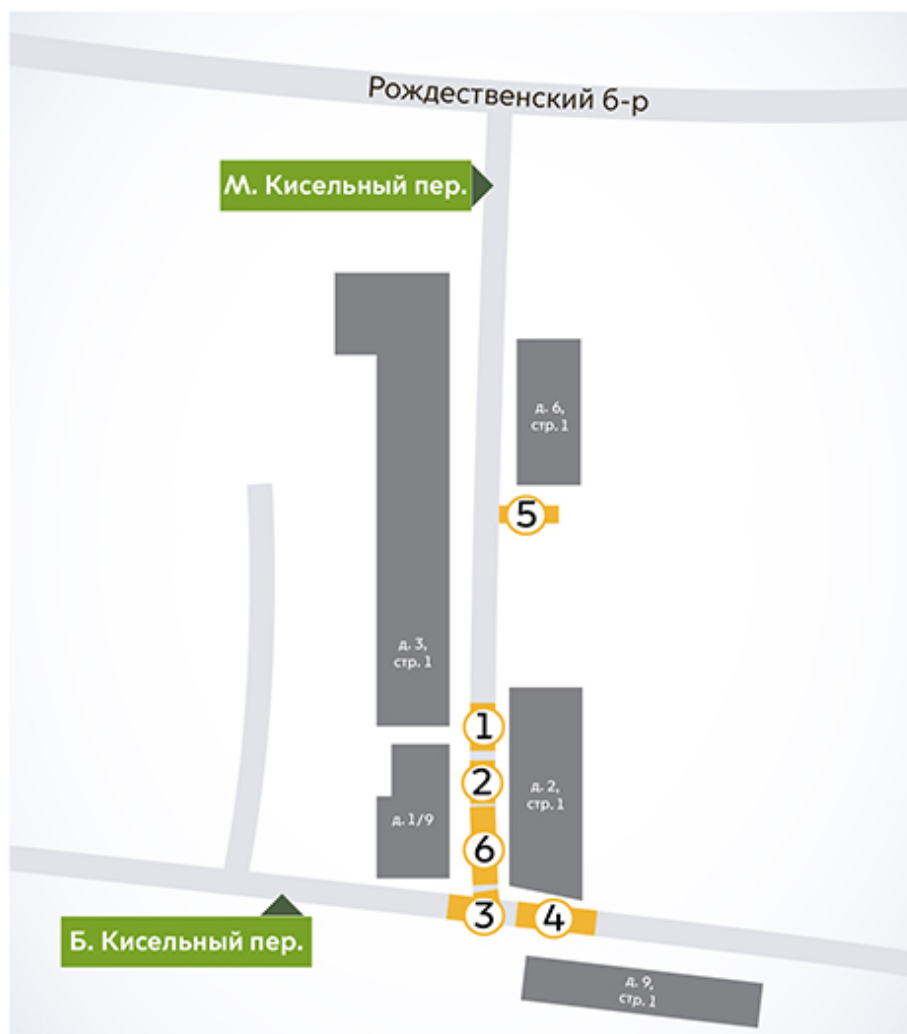 Рождественский б-р
М. Кисельный пер.
д. 6,
стр. 1
5
д. 3,
стр. 1
1
2
д. 2,
стр. 1
д. 1/9
6
3
4
Б. Кисельный пер.
д. 9,
стр. 1